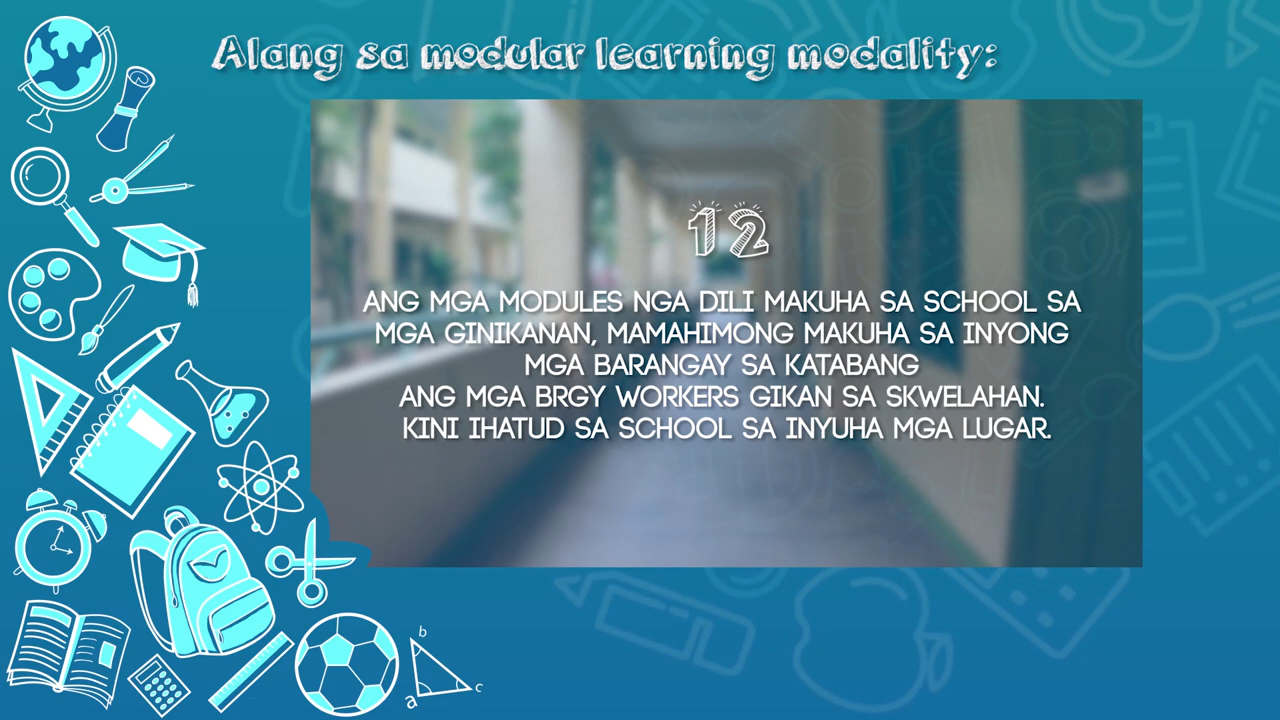 Alang sa modular learning modality:
12
ANG MGA MODULES NGA DILI MAKUHA SA SCHOOL SA
MGA GINIKANAN, MAMAHIMONG MAKUHA SA INYONG
MGA BARANGAY SA KATABANG
ANG MGA BRGY WORKERS GIKAN SA SKWELAHAN.
KINI IHATUD SA SCHOOL SA INYUHA MGA LUGAR.
b
a
c